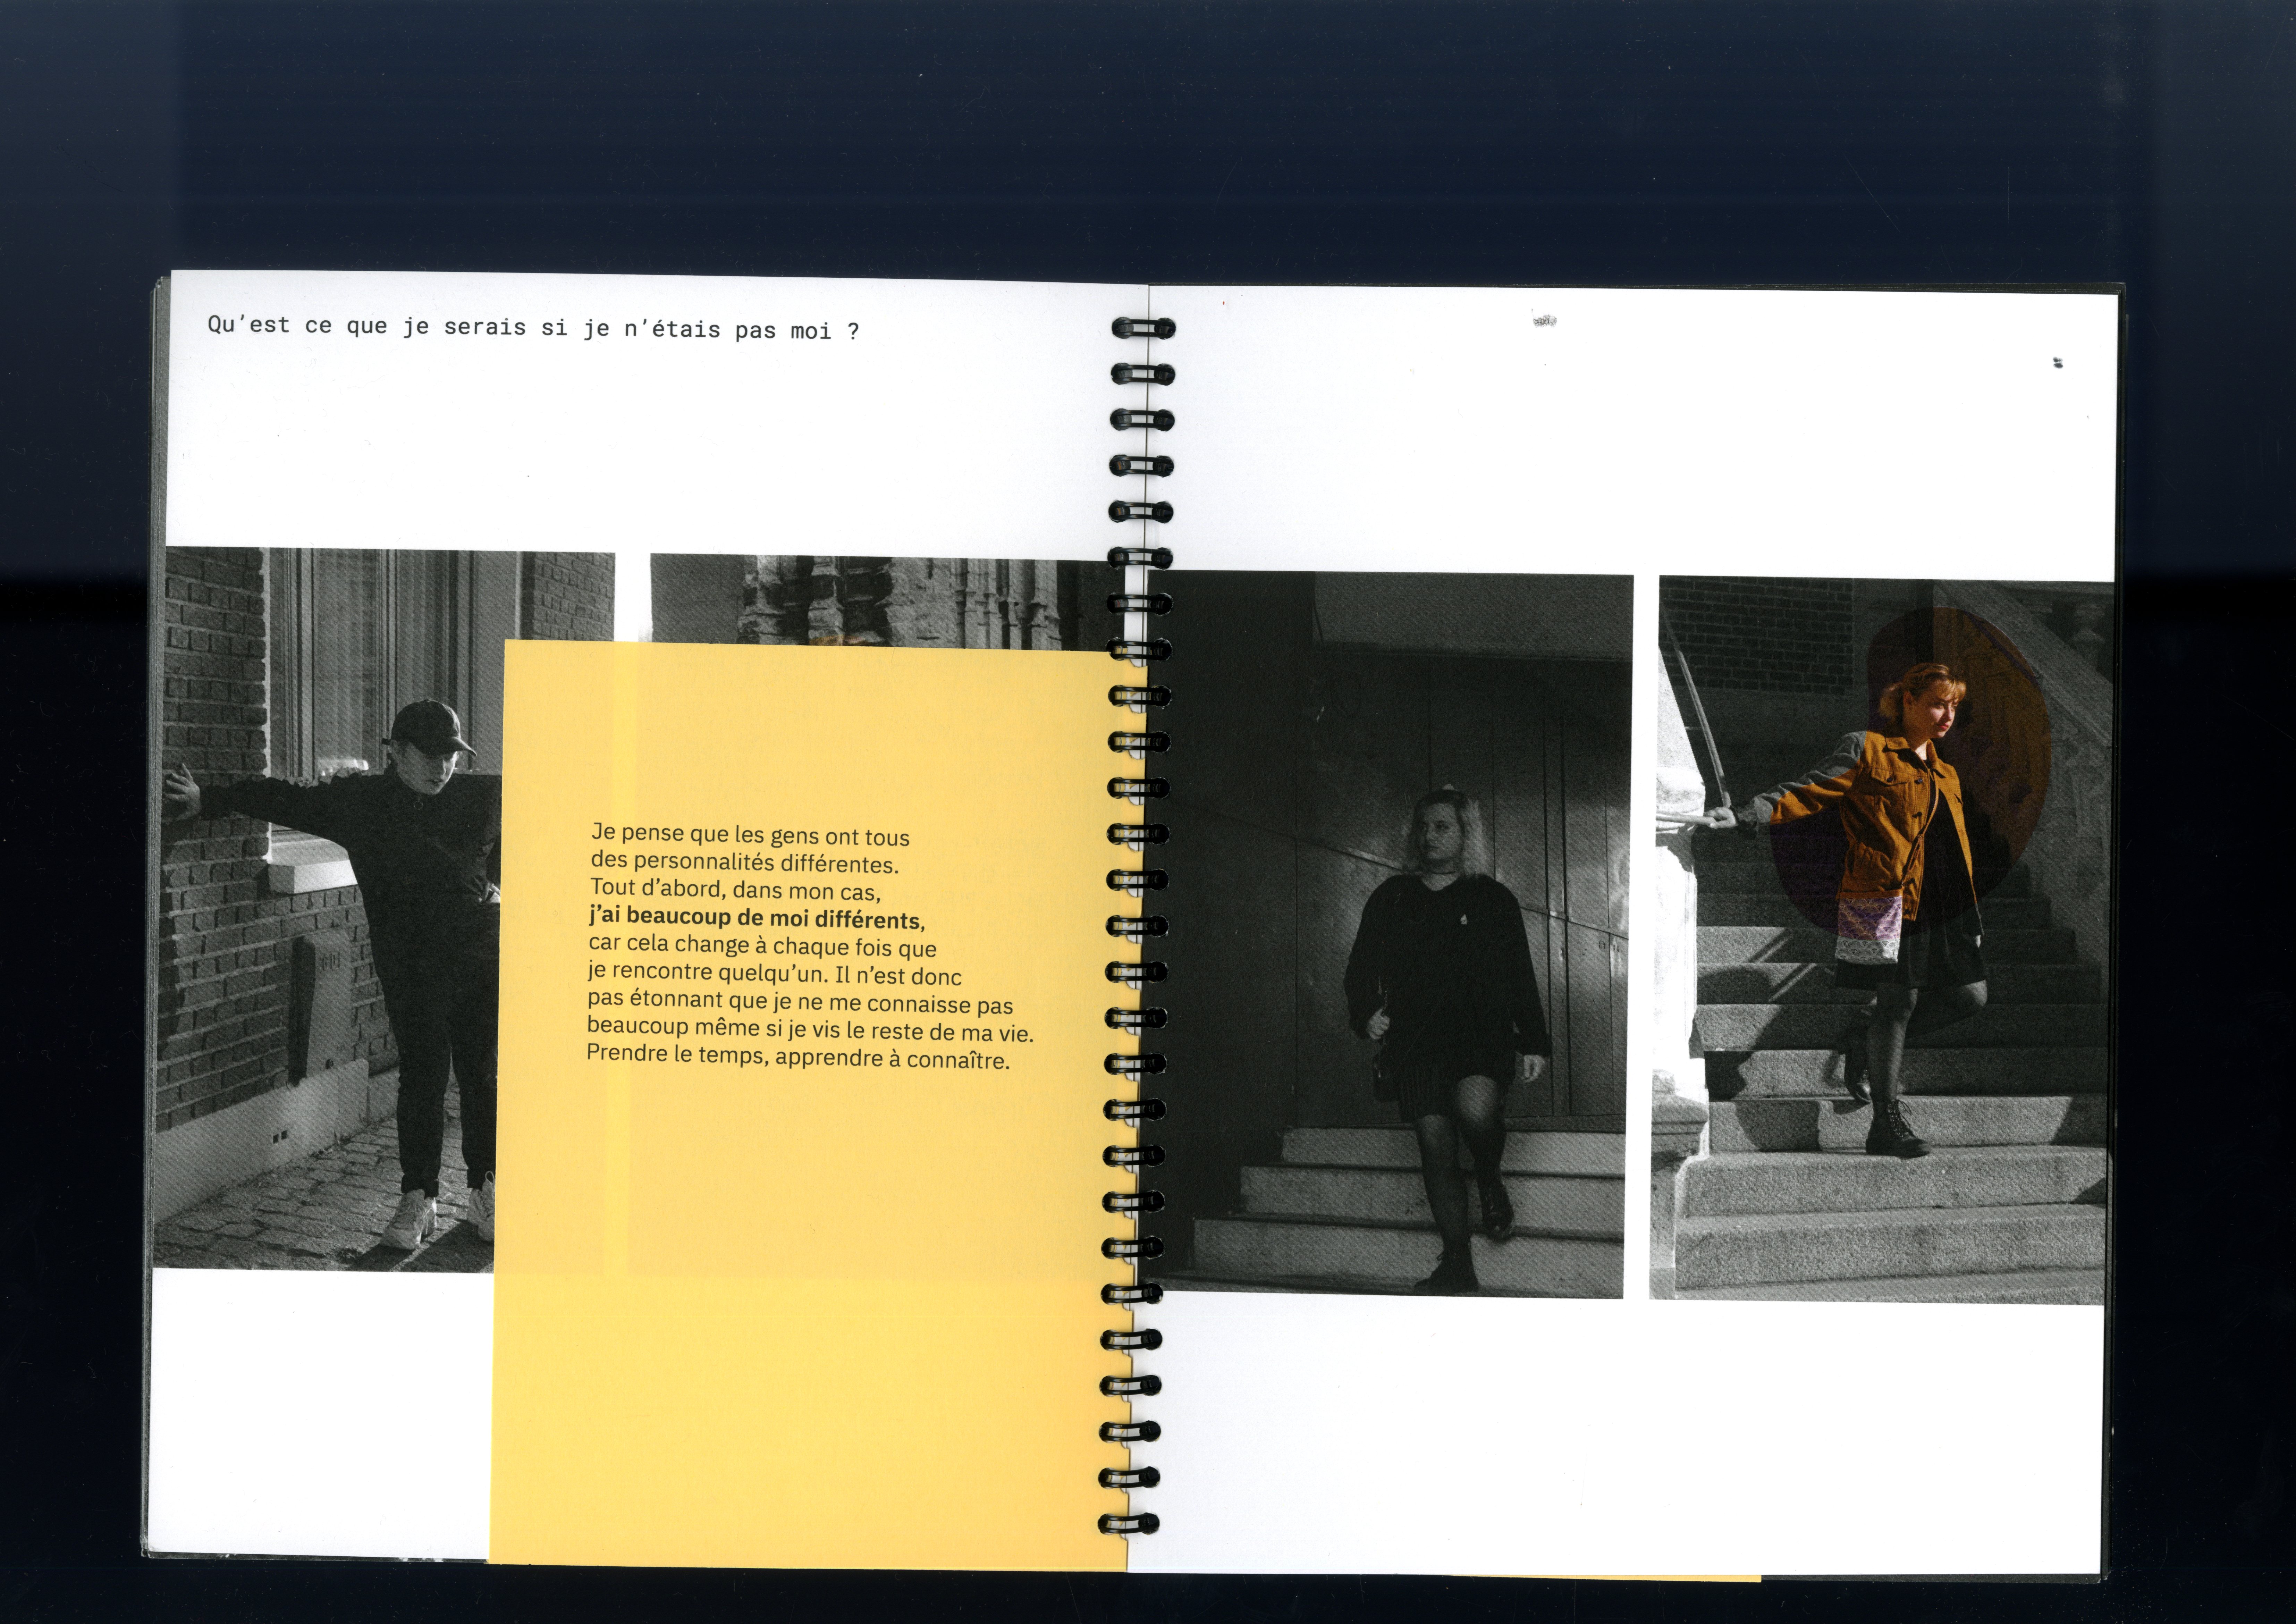 Qu’est ce que je serais si je n’étais pas moi ?
Je pense que les gens ont tous
des personnalités différentes.
Tout d’abord, dans mon cas,
j’ai beaucoup de moi différents,
car cela change à chaque fois que
je rencontre quelqu’un. Il n’est donc
pas étonnant que je ne me connaisse pas
beaucoup même si je vis le reste de ma vie.
Prendre le temps, apprendre à connaître.